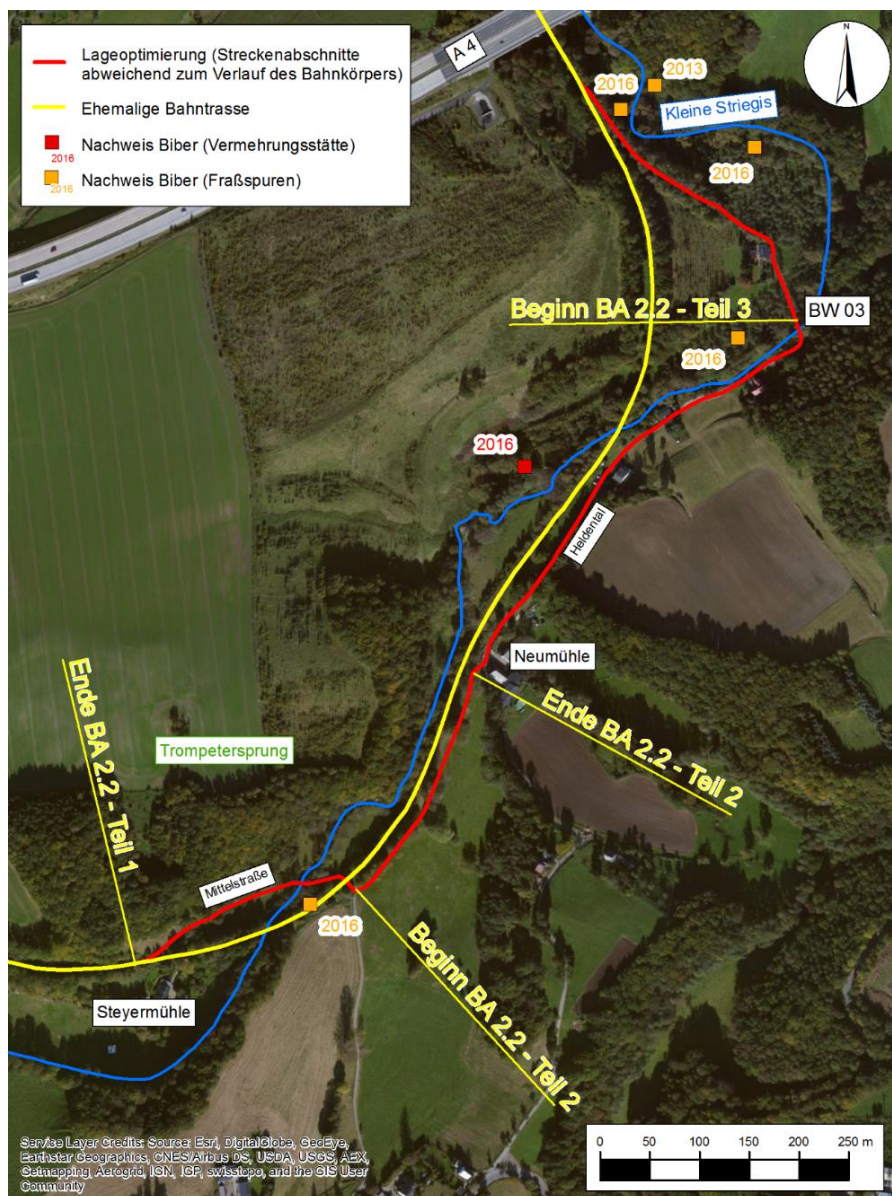 Lageoptimierung (Streckenabschnitte
abweichend zum Verlauf des Bahnkörpers)
Ehemalige Bahntrasse
Nachweis Biber (Vermehrungsstätte)
2016
Nachweis Biber (Fraßspuren)
2016
A 4
N
2016
2013
Kleine Striegis
2016
Beginn BA 2.2 - Teil 3
BW 03
2016
2016
Heidental
Neumühle
Ende BA 2.2 - Teil 2
Ende BA 2.2 - Teil 1
Trompetersprung
Mittelstraße
2016
Beginn BA 2.2 - Teil 2
Steyermühle
0 50 100 150 200 250 m
Service Layer Credits: Source: Esri, DigitalGlobe, GeoEye,
Earthstar Geographics, CNES/Airbus DS, USDA, USGS, AEX,
Getmapping, Aerogrid, IGN, IGP, swisstopo, and the GIS User
Community